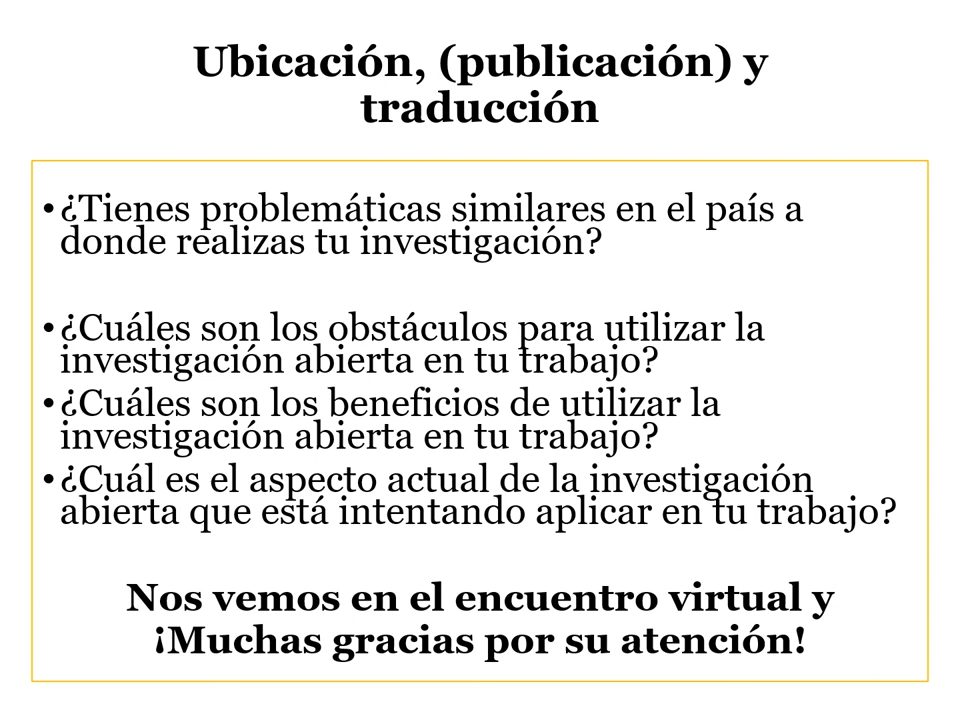 Ubicación, (publicación) y
traducción
•¿Tienes problemáticas similares en el país a
donde realizas tu investigación?
•¿Cuáles son los obstáculos para utilizar la
investigación abierta en tu trabajo?
•¿Cuáles son los beneficios de utilizar la
investigación abierta en tu trabajo?
•¿Cuál es el aspecto actual de la investigación
abierta que está intentando aplicar en tu trabajo?
Nos vemos en el encuentro virtual y
¡Muchas gracias por su atención!